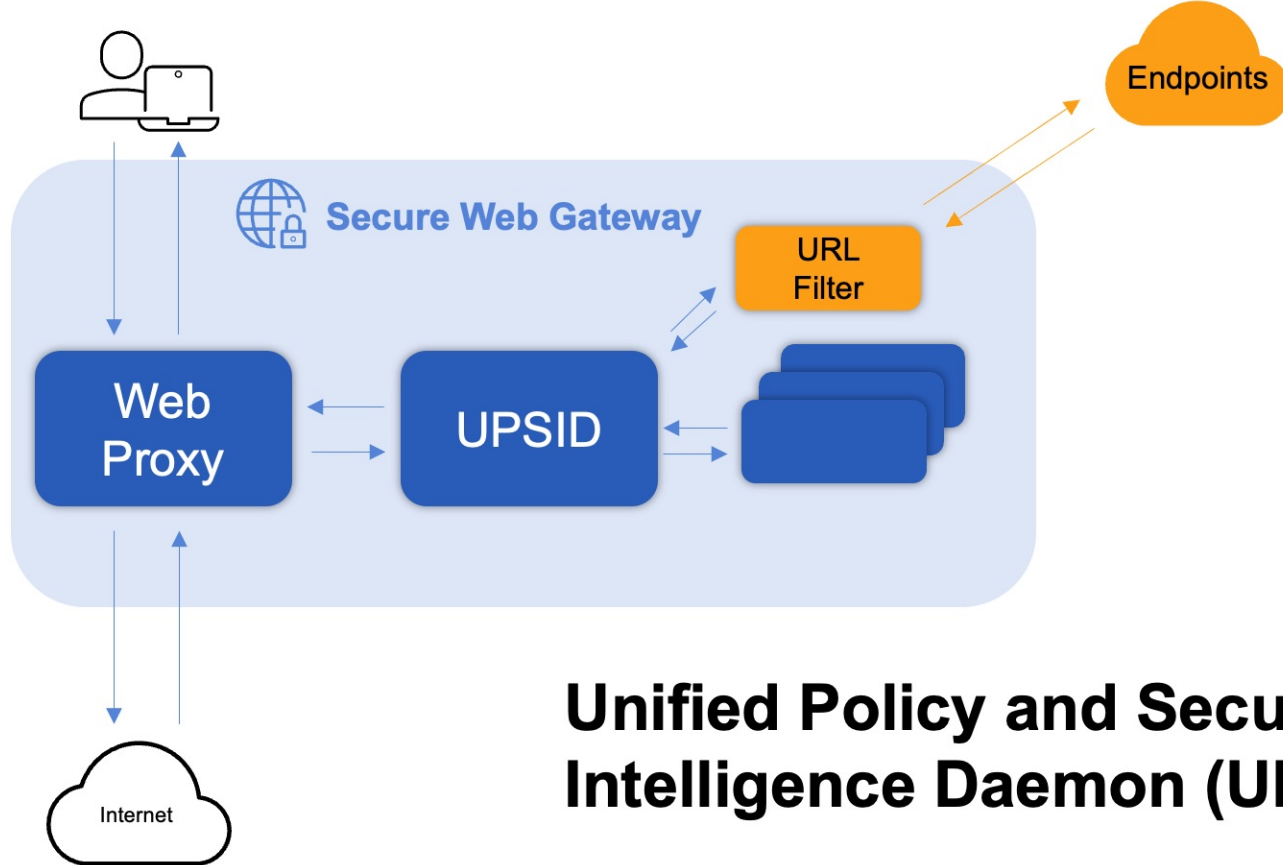 Endpoints
Secure Web Gateway
URL
Filter
Web
Proxy
UPSID
Unified Policy and Secu
Intelligence Daemon (U
Internet